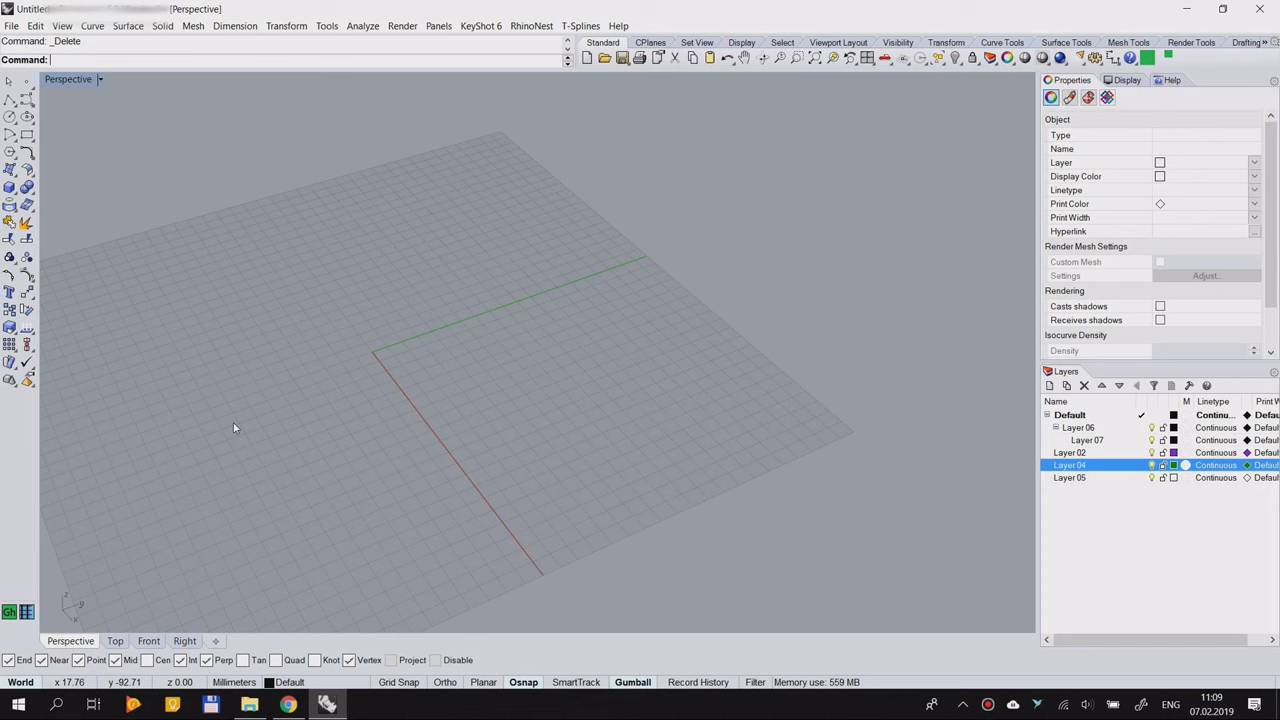 Untitled [Perspective]
File Edit View Curve Surface Solid Mesh Dimension Transform Tools Analyze Render Panels KeyShot 6 RhinoNest T-Splines Help
Command: _Delete
Command:
Standard CPlanes Set View Display Select Viewport Layout Visibility Transform Curve Tools Surface Tools Mesh Tools Render Tools Drafting
Perspective
Properties Display Help
Object
Type
Name
Layer
Display Color
Linetype
Print Color
Print Width
Hyperlink
Render Mesh Settings
Custom Mesh
Settings Adjust...
Rendering
Casts shadows
Receives shadows
Isocurve Density
Density
Layers
Name M Linetype Print W
Default Continu... Defau
Layer 06 Continuous Defaul
Layer 07 Continuous Defaul
Layer 02 Continuous Defaul
Layer 04 Continuous Defaul
Layer 05 Continuous Defaul
z
y
x
Gh
Perspective Top Front Right
End Near Point Mid Cen Int Perp Tan Quad Knot Vertex Project Disable
World x 17.76 y -92.71 z 0.00 Millimeters Default Grid Snap Ortho Planar Osnap SmartTrack Gumball Record History Filter Memory use: 559 MB
ENG
11:09
07.02.2019